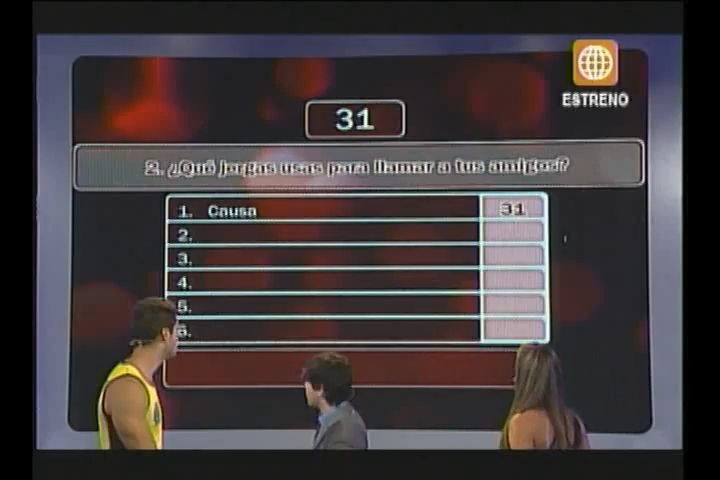 ESTRENO
31
2. ¿Qué jergas usas para llamar a tus amigos?
1. Causa 31
2.
3.
4.
5.
6.